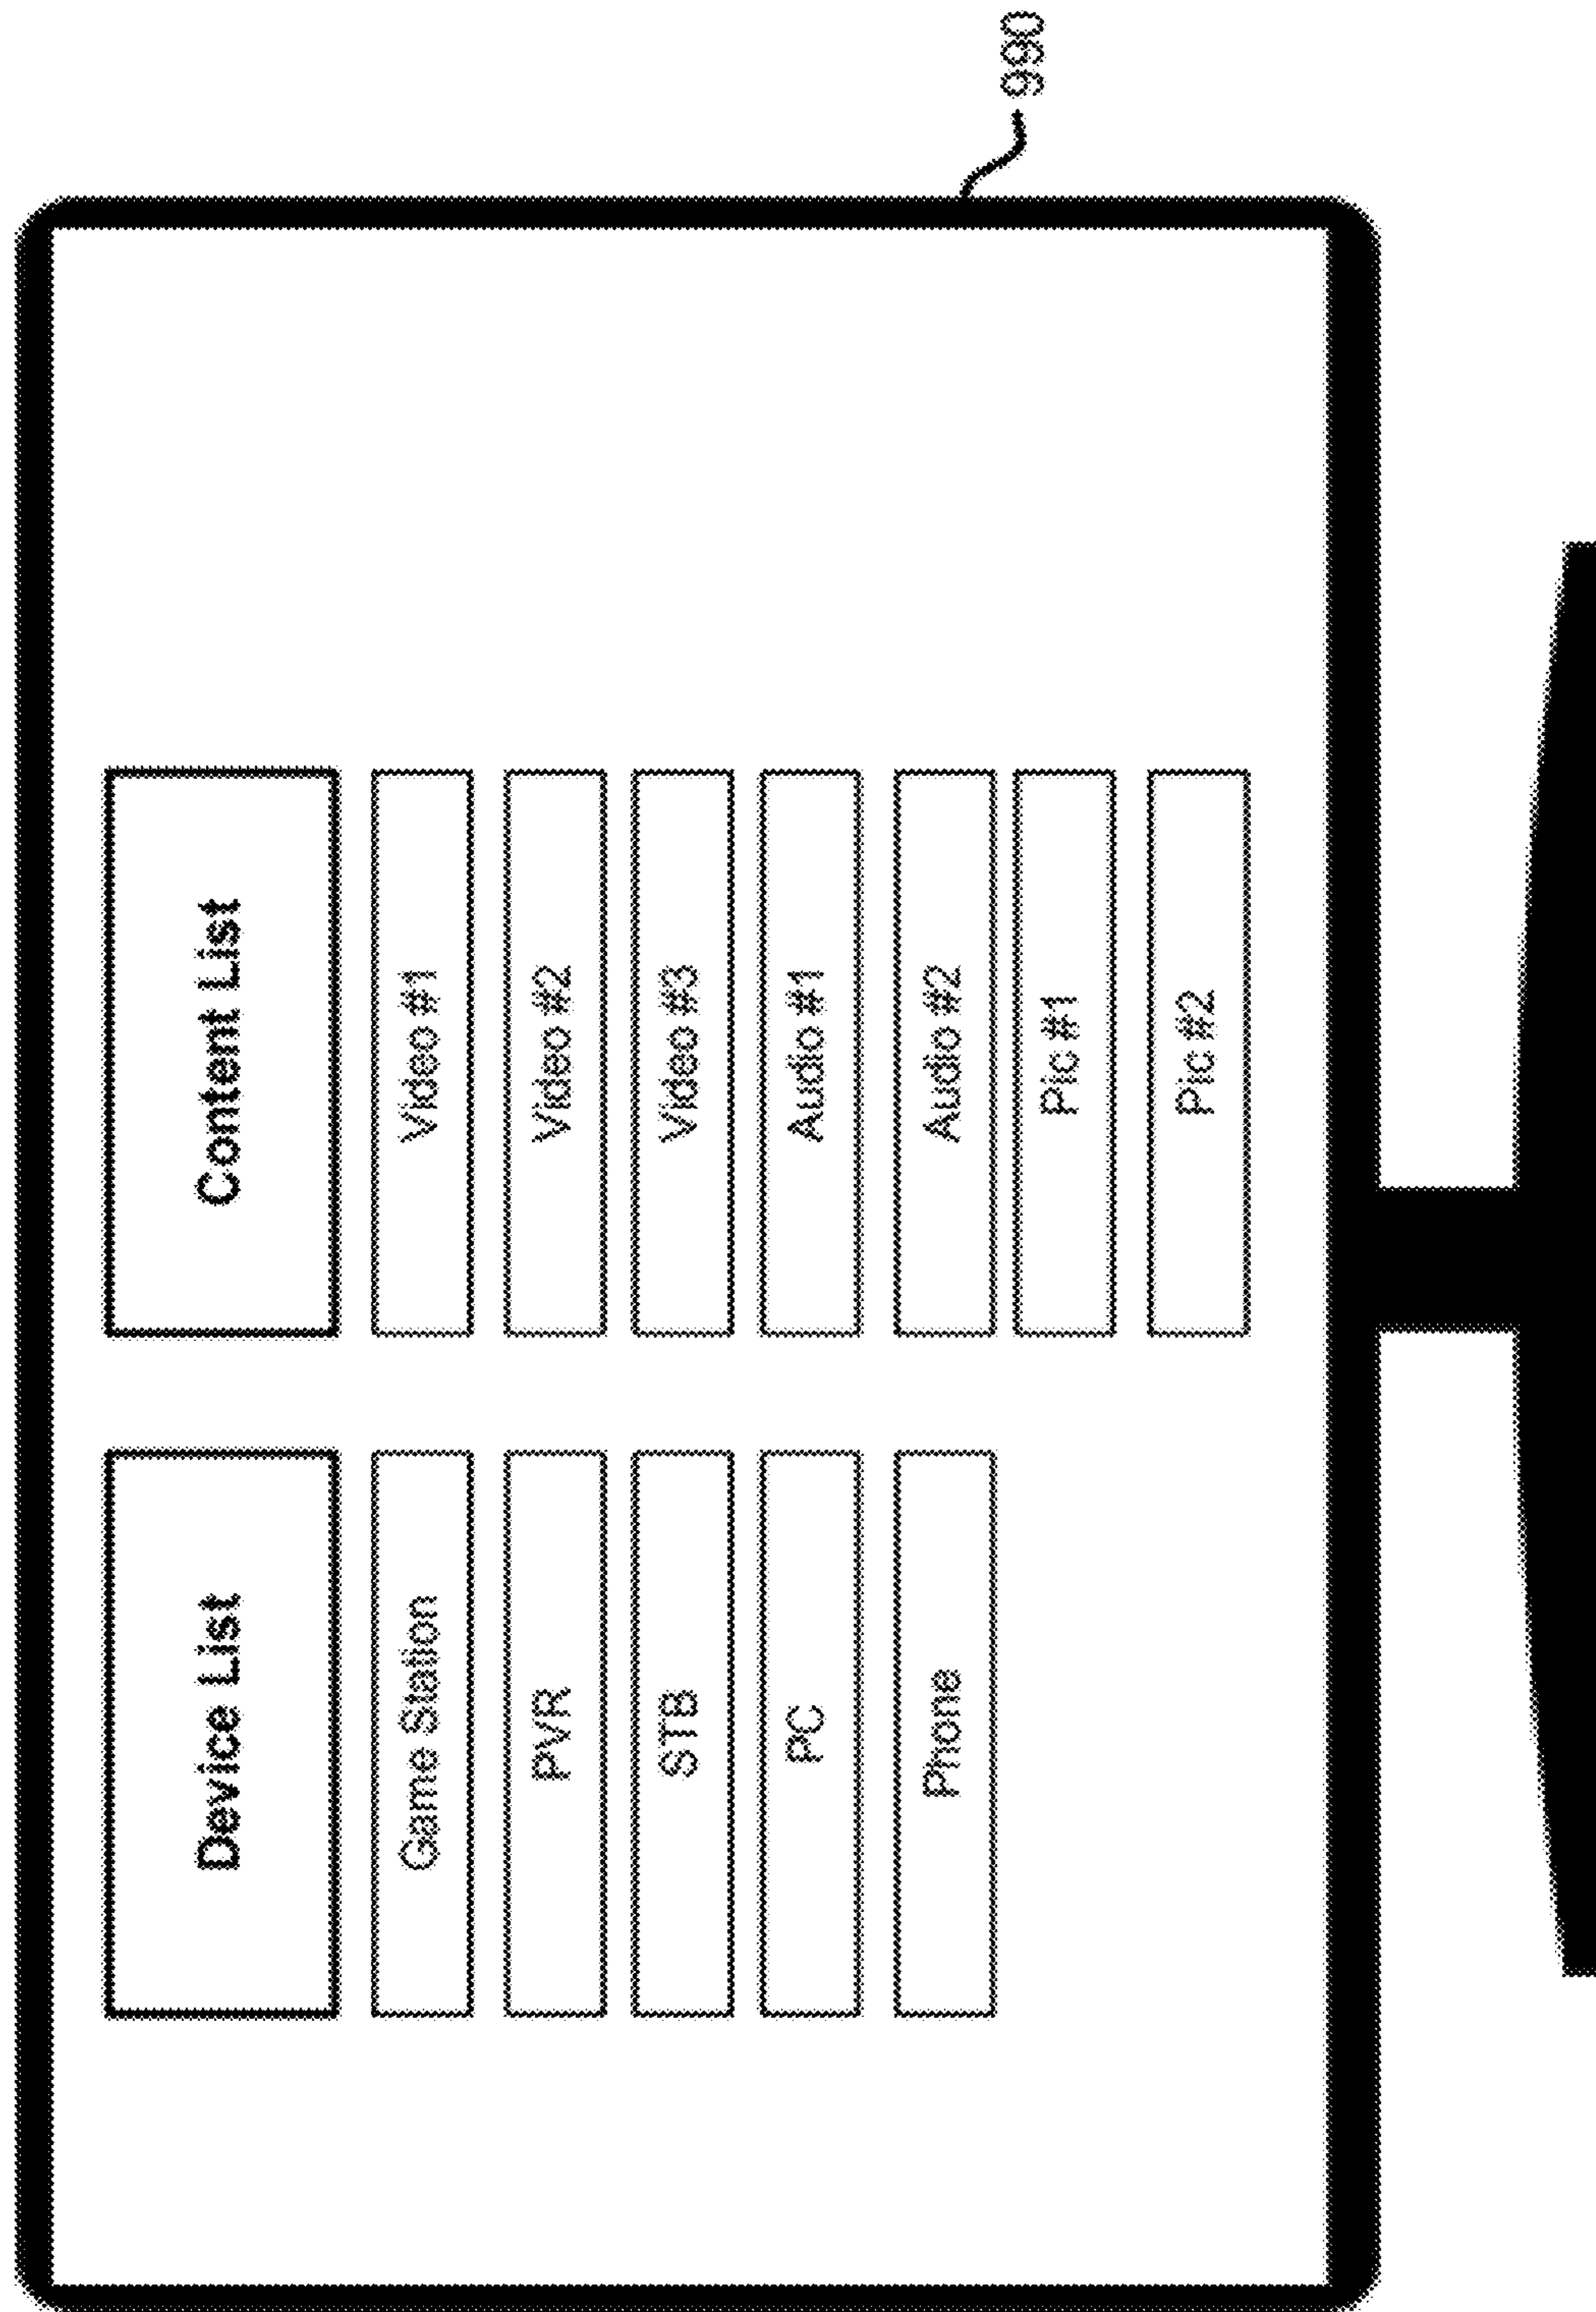 Device List
Game Station
PVR
STB
PC
Phone
Content List
Video #1
Video #2
Video #3
Audio #1
Audio #2
Pic #1
Pic #2
990